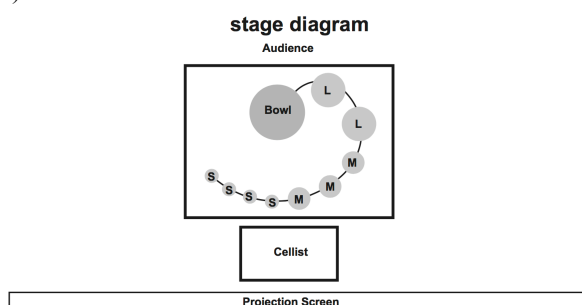 )
stage diagram
Audience
Bowl
L
L
M
M
M
S
S
S
S
Cellist
Projection Screen